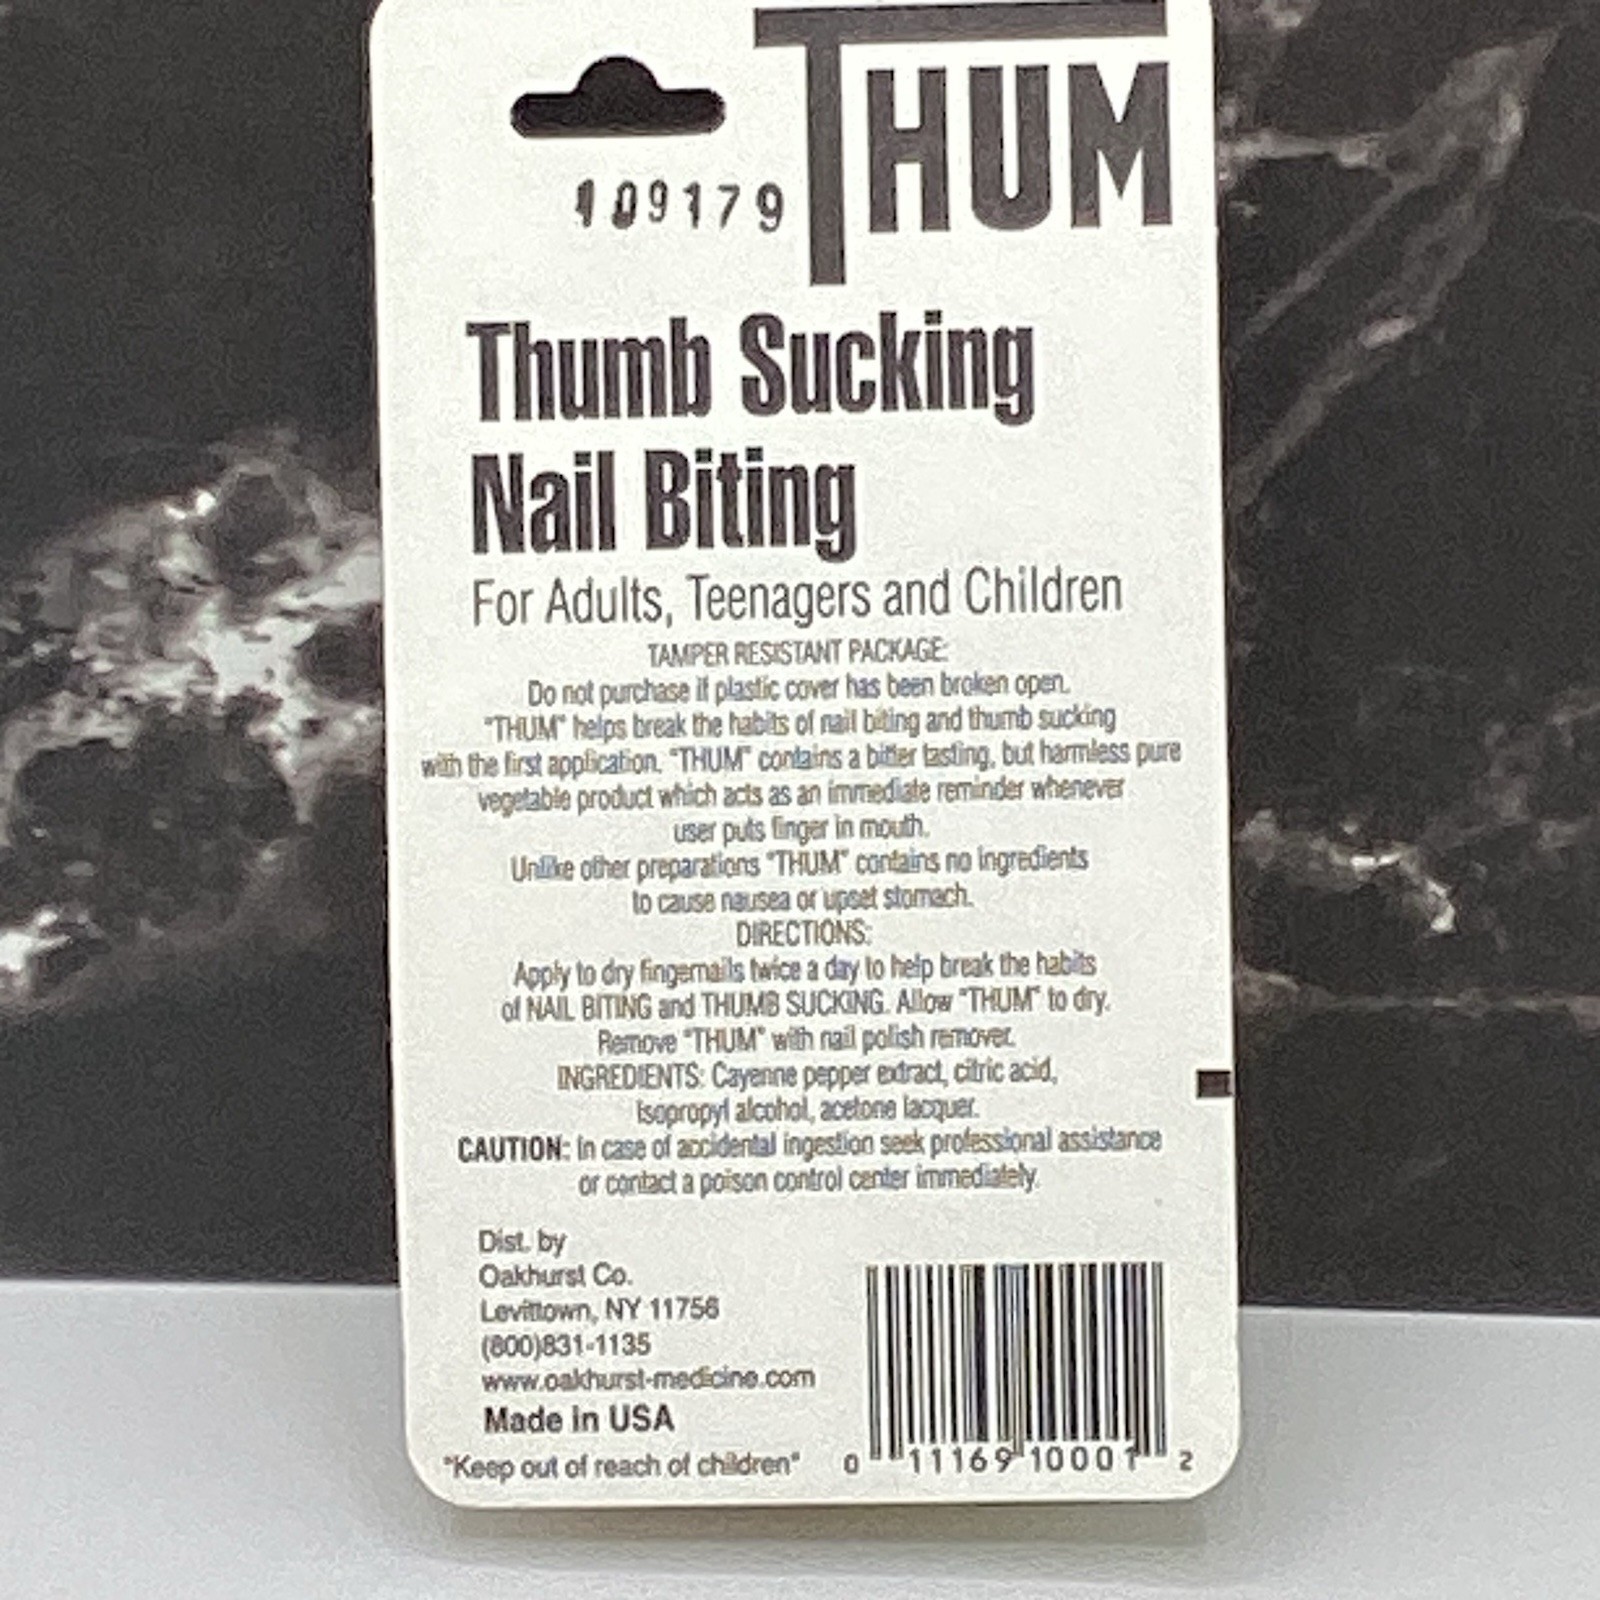 THUM
109179
Thumb Sucking
Nail Biting
For Adults, Teenagers and Children
TAMPER RESISTANT PACKAGE:
Do not purchase if plastic cover has been broken open.
"THUM" helps break the habits of nail biting and thumb sucking
with the first application. "THUM" contains a bitter tasting, but harmless pure
vegetable product which acts as an immediate reminder whenever
user puts finger in mouth.
Unlike other preparations "THUM" contains no ingredients
to cause nausea or upset stomach.
DIRECTIONS:
Apply to dry fingernails twice a day to help break the habits
of NAIL BITING and THUMB SUCKING. Allow "THUM" to dry.
Remove "THUM" with nail polish remover.
INGREDIENTS: Cayenne pepper extract, citric acid,
isopropyl alcohol, acetone lacquer.
CAUTION: In case of accidental ingestion seek professional assistance
or contact a poison control center immediately.
Dist. by
Oakhurst Co.
Levittown, NY 11756
(800)831-1135
www.oakhurst-medicine.com
Made in USA
"Keep out of reach of children"
0 11169 10001 2